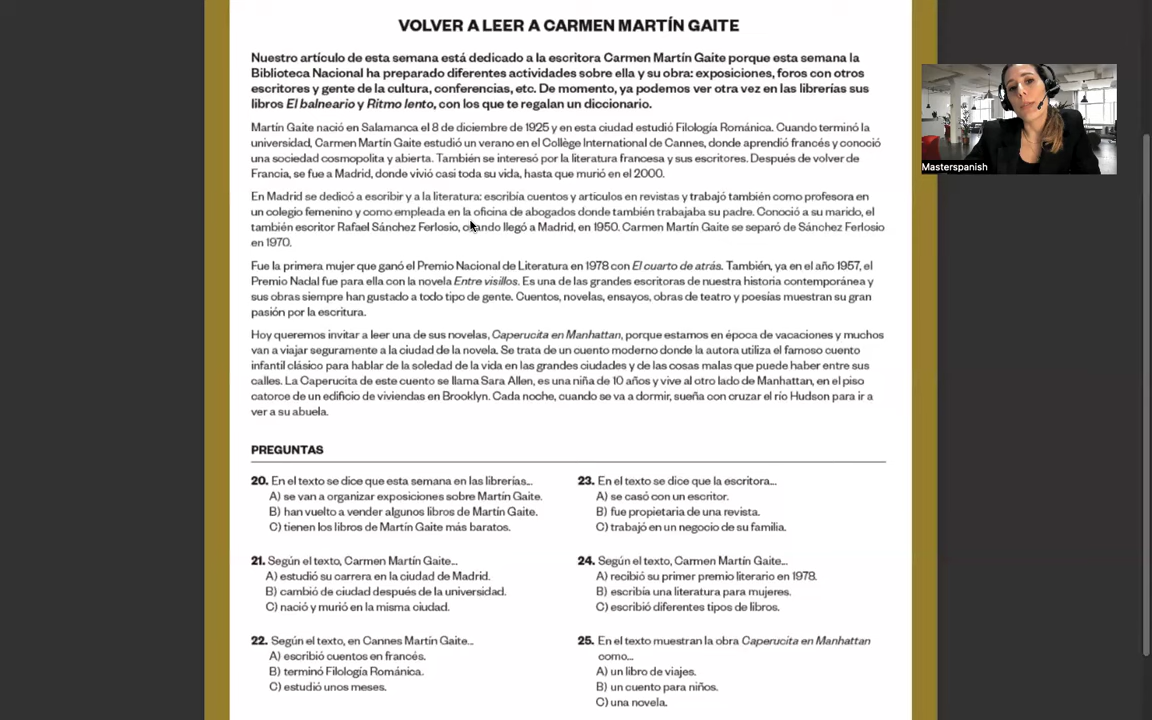 VOLVER A LEER A CARMEN MARTÍN GAITE
Nuestro artículo de esta semana está dedicado a la escritora Carmen Martín Gaite porque esta semana la
Biblioteca Nacional ha preparado diferentes actividades sobre ella y su obra: exposiciones, foros con otros
escritores y gente de la cultura, conferencias, etc. De momento, ya podemos ver otra vez en las librerías sus
libros El balneario y Ritmo lento, con los que te regalan un diccionario.
Martín Gaite nació en Salamanca el 8 de diciembre de 1925 y en esta ciudad estudió Filología Románica. Cuando terminó la
universidad, Carmen Martín Gaite estudió un verano en el Collège International de Cannes, donde aprendió francés y conoció
una sociedad cosmopolita y abierta. También se interesó por la literatura francesa y sus escritores. Después de volver de
Francia, se fue a Madrid, donde vivió casi toda su vida, hasta que murió en el 2000.
En Madrid se dedicó a escribir y a la literatura: escribía cuentos y artículos en revistas y trabajó también como profesora en
un colegio femenino y como empleada en la oficina de abogados donde también trabajaba su padre. Conoció a su marido, el
también escritor Rafael Sánchez Ferlosio, cuando llegó a Madrid, en 1950. Carmen Martín Gaite se separó de Sánchez Ferlosio
en 1970.
Fue la primera mujer que ganó el Premio Nacional de Literatura en 1978 con El cuarto de atrás. También, ya en el año 1957, el
Premio Nadal fue para ella con la novela Entre visillos. Es una de las grandes escritoras de nuestra historia contemporánea y
sus obras siempre han gustado a todo tipo de gente. Cuentos, novelas, ensayos, obras de teatro y poesías muestran su gran
pasión por la escritura.
Hoy queremos invitar a leer una de sus novelas, Caperucita en Manhattan, porque estamos en época de vacaciones y muchos
van a viajar seguramente a la ciudad de la novela. Se trata de un cuento moderno donde la autora utiliza el famoso cuento
infantil clásico para hablar de la soledad de la vida en las grandes ciudades y de las cosas malas que puede haber entre sus
calles. La Caperucita de este cuento se llama Sara Allen, es una niña de 10 años y vive al otro lado de Manhattan, en el piso
catorce de un edificio de viviendas en Brooklyn. Cada noche, cuando se va a dormir, sueña con cruzar el río Hudson para ir a
ver a su abuela.
PREGUNTAS
20. En el texto se dice que esta semana en las librerías...
A) se van a organizar exposiciones sobre Martín Gaite.
B) han vuelto a vender algunos libros de Martín Gaite.
C) tienen los libros de Martín Gaite más baratos.
21. Según el texto, Carmen Martín Gaite...
A) estudió su carrera en la ciudad de Madrid.
B) cambió de ciudad después de la universidad.
C) nació y murió en la misma ciudad.
22. Según el texto, en Cannes Martín Gaite...
A) escribió cuentos en francés.
B) terminó Filología Románica.
C) estudió unos meses.
23. En el texto se dice que la escritora...
A) se casó con un escritor.
B) fue propietaria de una revista.
C) trabajó en un negocio de su familia.
24. Según el texto, Carmen Martín Gaite...
A) recibió su primer premio literario en 1978.
B) escribía una literatura para mujeres.
C) escribió diferentes tipos de libros.
25. En el texto muestran la obra Caperucita en Manhattan
como...
A) un libro de viajes.
B) un cuento para niños.
C) una novela.
Masterspanish